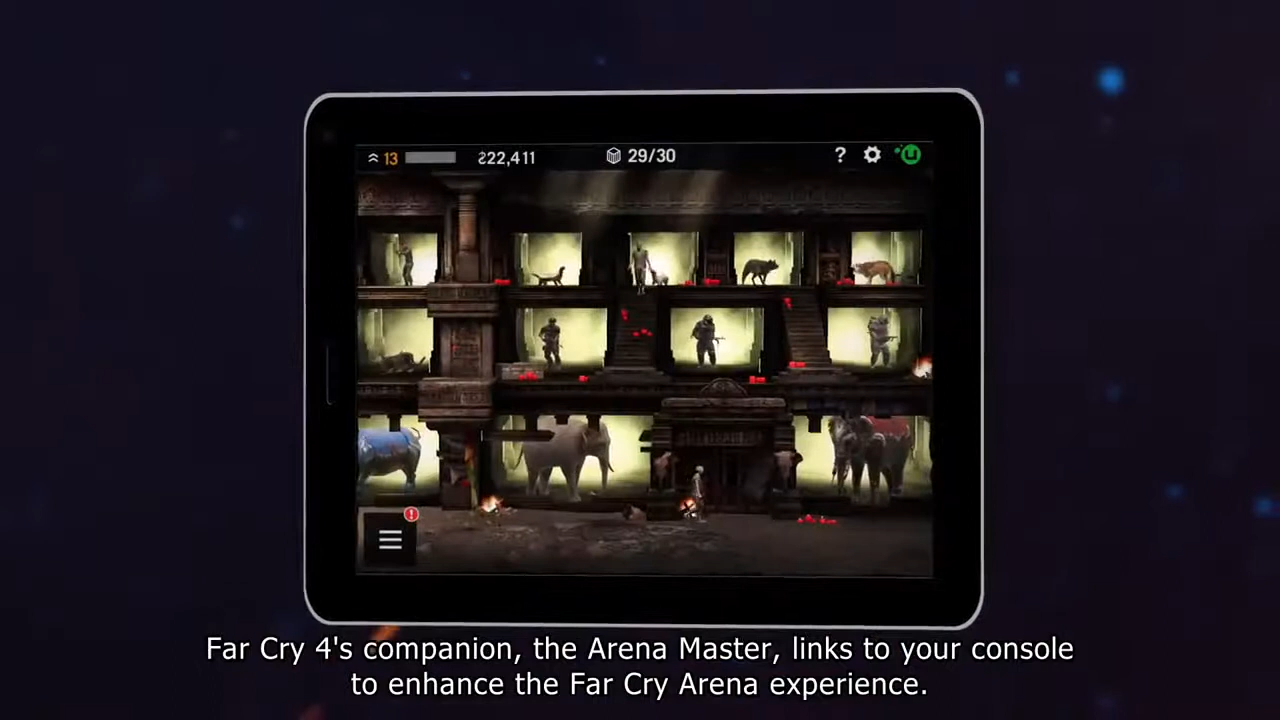 13 222,411 29/30 ?
!
Far Cry 4's companion, the Arena Master, links to your console
to enhance the Far Cry Arena experience.